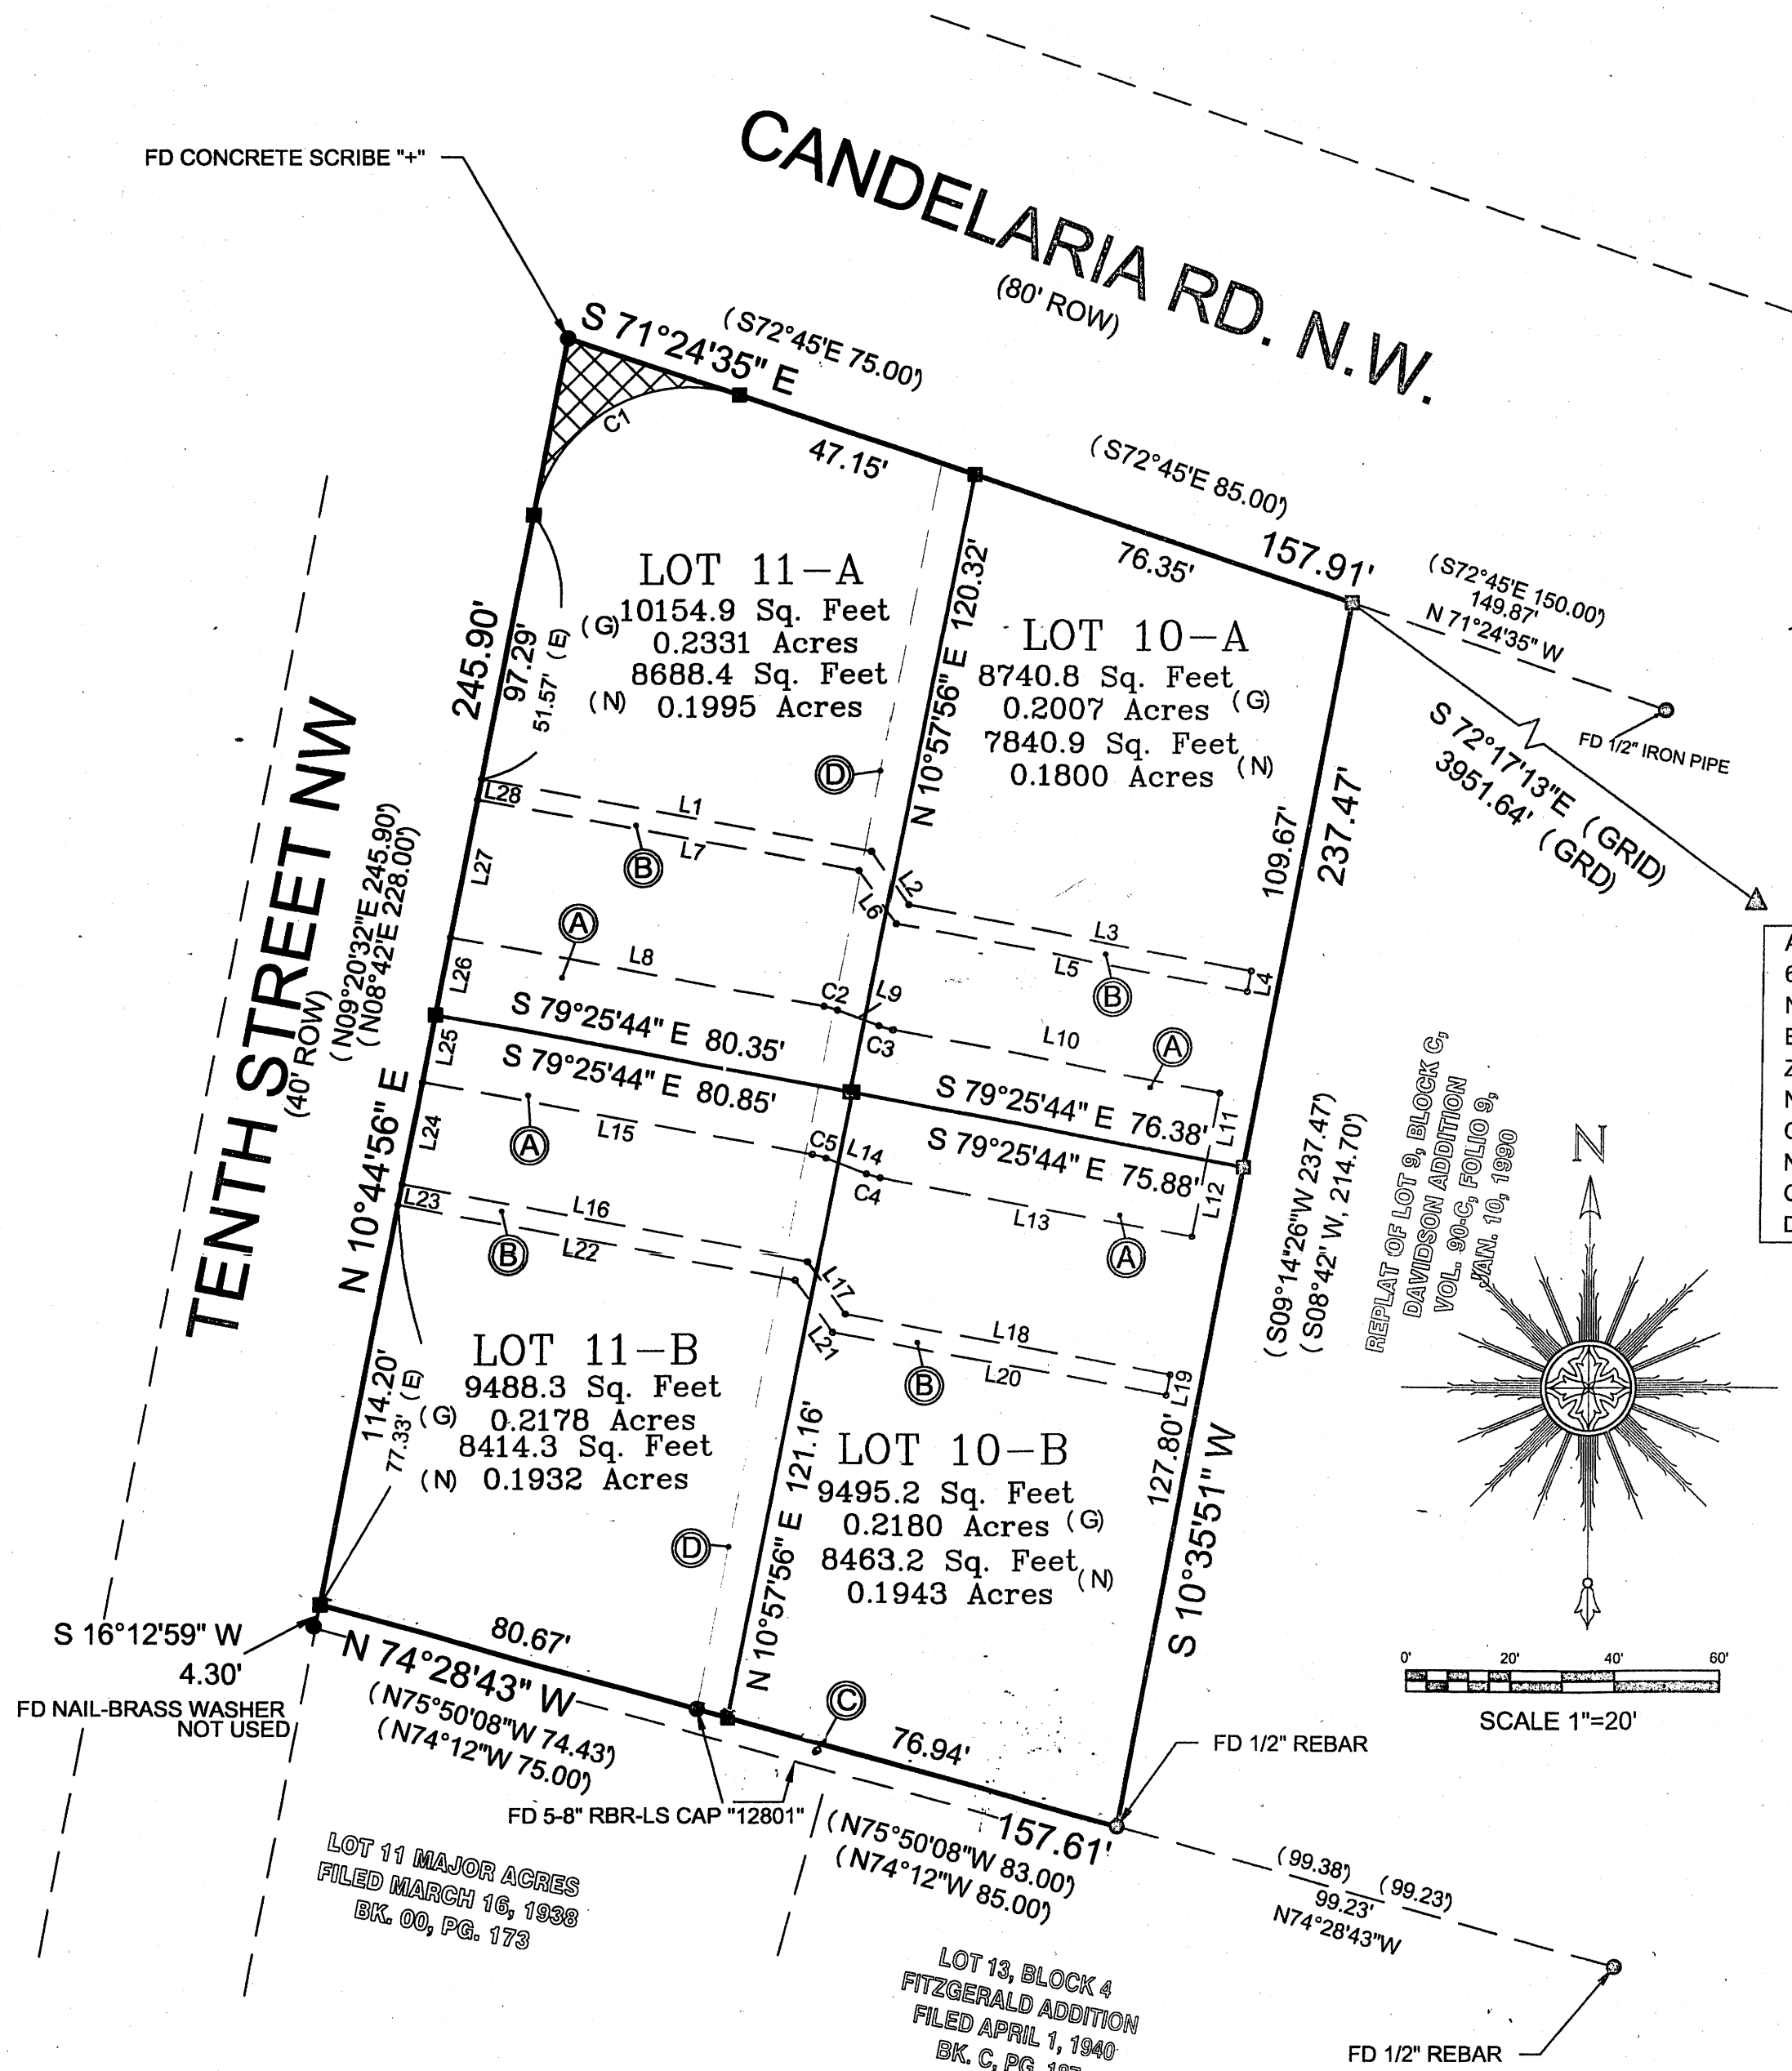 FD CONCRETE SCRIBE "+"
CANDELARIA RD. N.W.
(80' ROW)
S 71°24'35" E
(S72°45'E 75.00')
C1
47.15'
(S72°45'E 85.00')
76.35'
157.91'
(S72°45'E 150.00')
149.87'
N 71°24'35" W
FD 1/2" IRON PIPE
S 72°17'13"E (GRID)
3951.64' (GRD)
LOT 11-A
(G) 10154.9 Sq. Feet
0.2331 Acres
8688.4 Sq. Feet
(N) 0.1995 Acres
LOT 10-A
8740.8 Sq. Feet
0.2007 Acres (G)
7840.9 Sq. Feet
0.1800 Acres (N)
245.90'
97.29'
51.57' (E)
N 10°57'56" E 120.32'
109.67'
237.47'
D
L28
L1
L7
B
L2
L6
L27
A
L3
L5
L4
B
L8
L26
C2
L9
C3
L10
A
S 79°25'44" E 80.35'
S 79°25'44" E 80.85'
L25
S 79°25'44" E 76.38'
S 79°25'44" E 75.88'
L11
L12
TENTH STREET NW
(40' ROW)
(N09°20'32"E 245.90')
(N08°42'E 228.00')
N 10°44'56" E
L24
L15
A
C5
L14
C4
L13
A
L23
L16
L22
B
L17
L21
L18
L20
L19
B
(S09°14'26"W 237.47')
(S08°42' W, 214.70')
REPLAT OF LOT 9, BLOCK C,
DAVIDSON ADDITION
VOL. 90-C, FOLIO 9,
JAN. 10, 1990
A
6
N
E
Z
N
C
N
C
D
N
LOT 11-B
9488.3 Sq. Feet
(G) 0.2178 Acres
8414.3 Sq. Feet
(N) 0.1932 Acres
114.20'
77.33' (E)
LOT 10-B
9495.2 Sq. Feet
0.2180 Acres (G)
8463.2 Sq. Feet
0.1943 Acres (N)
N 10°57'56" E 121.16'
127.80'
S 10°35'51" W
D
S 16°12'59" W
4.30'
FD NAIL-BRASS WASHER
NOT USED
80.67'
N 74°28'43" W
(N75°50'08"W 74.43')
(N74°12"W 75.00')
C
76.94'
FD 5-8" RBR-LS CAP "12801"
157.61'
(N75°50'08"W 83.00')
(N74°12"W 85.00')
FD 1/2" REBAR
0' 20' 40' 60'
SCALE 1"=20'
(99.38') (99.23')
99.23'
N74°28'43"W
LOT 11 MAJOR ACRES
FILED MARCH 16, 1938
BK. 00, PG. 173
LOT 13, BLOCK 4
FITZGERALD ADDITION
FILED APRIL 1, 1940
BK. C, PG.
FD 1/2" REBAR